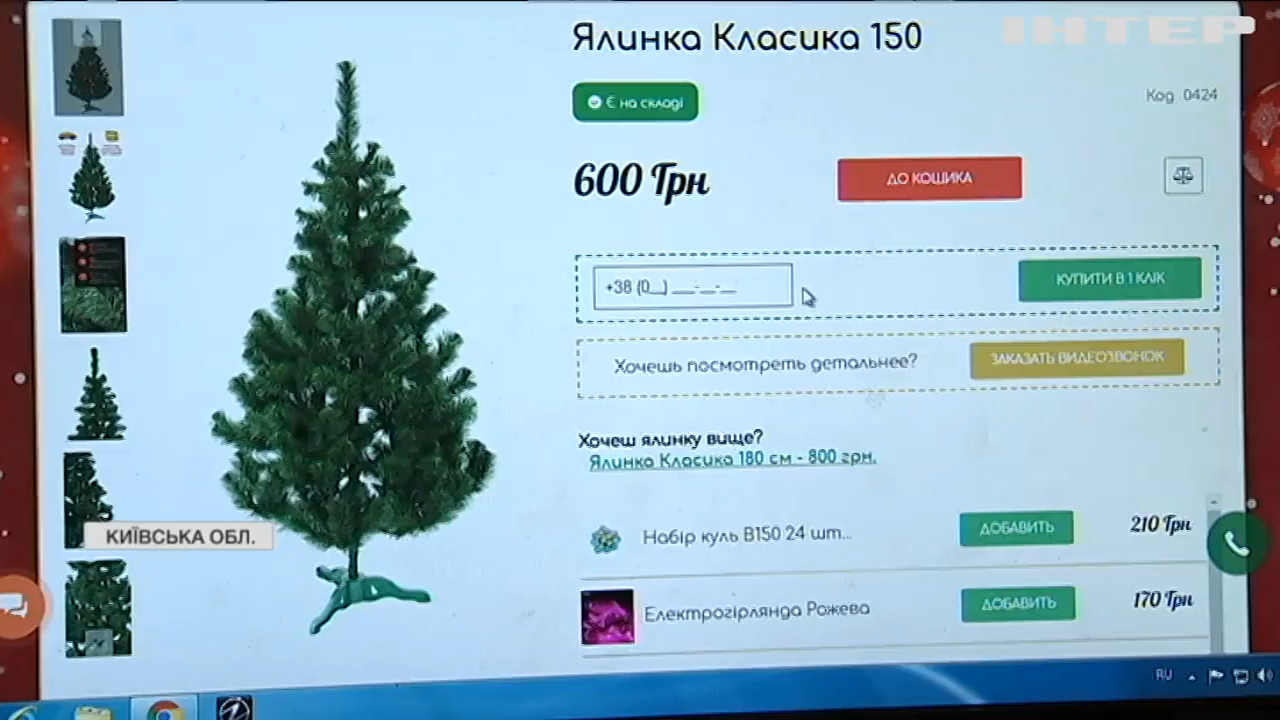 ІНТЕР
Ялинка Класика 150
Є на складі
Код 0424
600 Грн
ДО КОШИКА
+38 (0__) ___-__-__
КУПИТИ В 1 КЛІК
Хочешь посмотреть детальнее?
ЗАКАЗАТЬ ВИДЕОЗВОНОК
Хочеш ялинку вище?
Ялинка Класика 180 см - 800 грн.
Набір куль В150 24 шт...
ДОБАВИТЬ
210 Грн
КИЇВСЬКА ОБЛ.
Електрогірлянда Рожева
ДОБАВИТЬ
170 Грн
RU